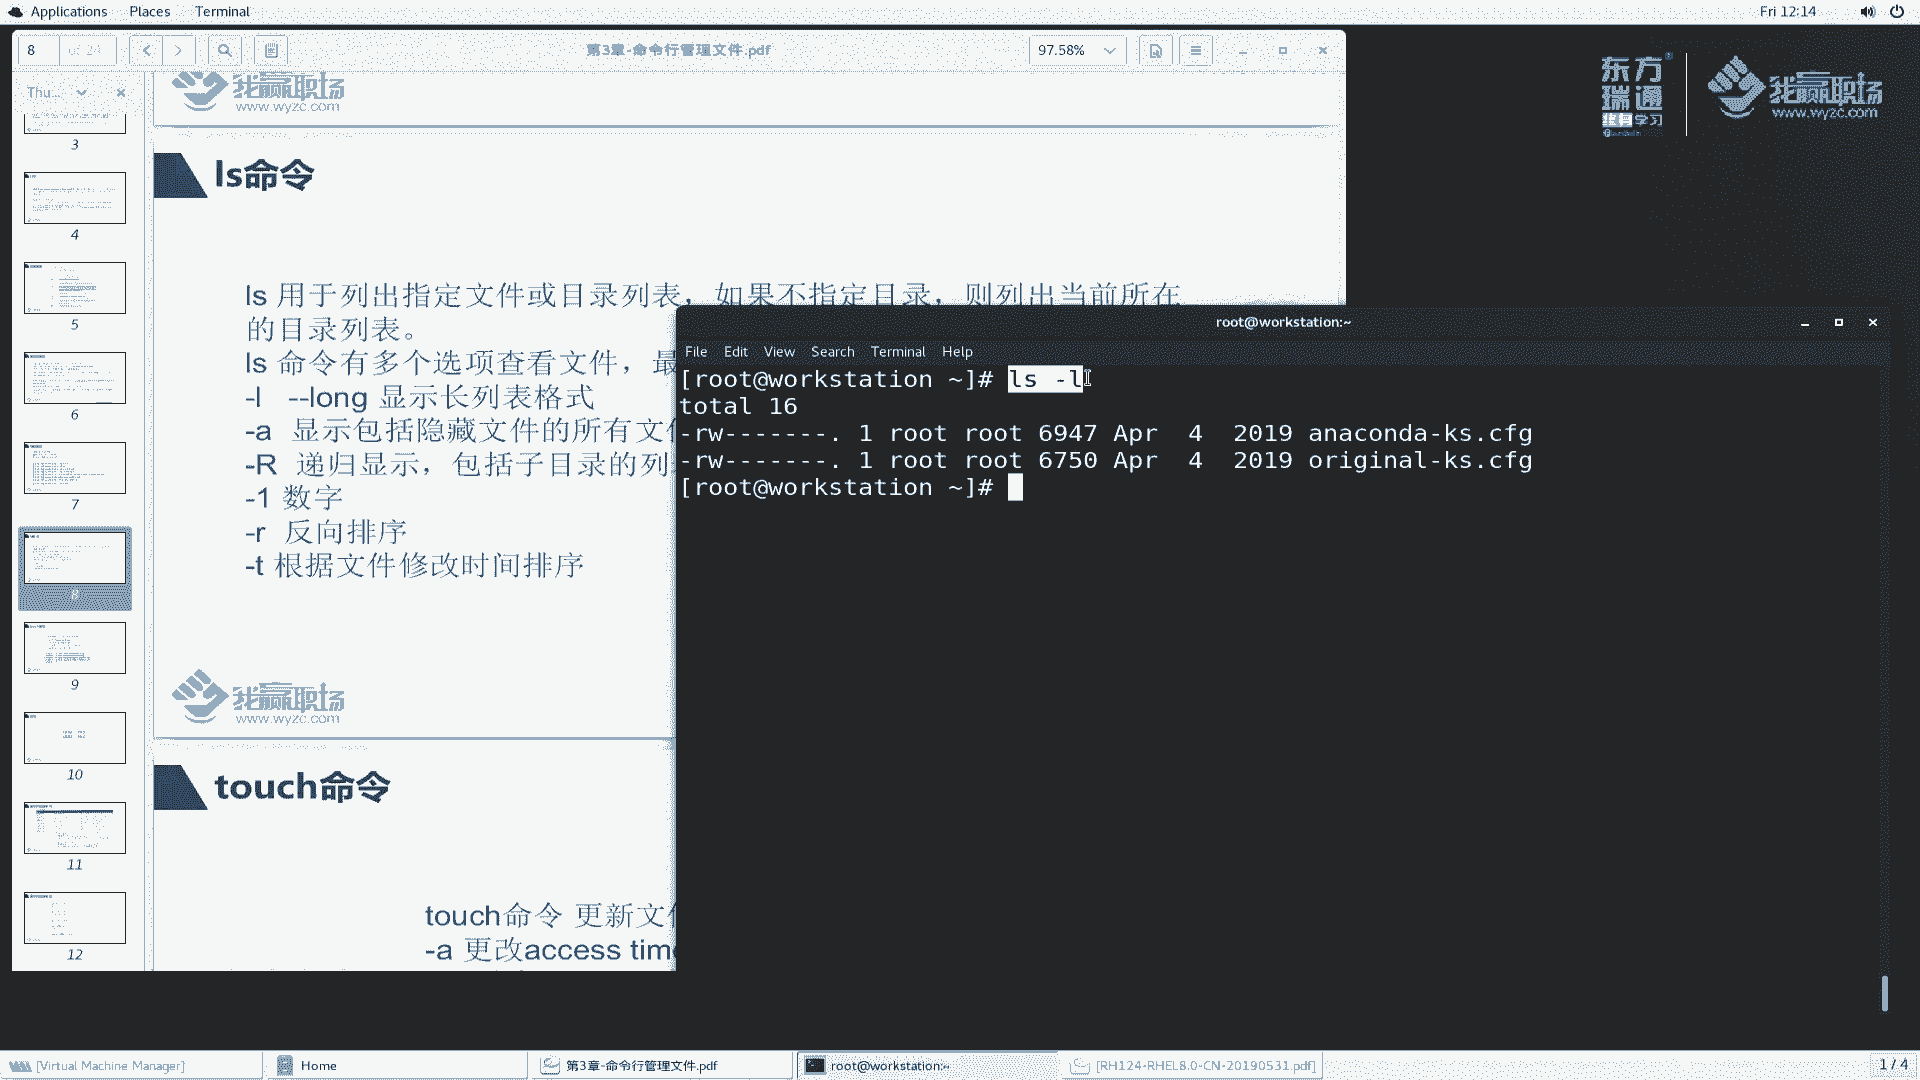 Applications Places Terminal Fri 12:14
8 of 24 第3章-命令行管理文件.pdf 97.58%
Thu...
3
4
5
6
7
8
9
10
11
12
我赢职场
www.wyzc.com
ls命令
ls 用于列出指定文件或目录列表，如果不指定目录，则列出当前所在
的目录列表。
ls 命令有多个选项查看文件，最
-l --long 显示长列表格式
-a 显示包括隐藏文件的所有文件
-R 递归显示，包括子目录的列
-1 数字
-r 反向排序
-t 根据文件修改时间排序
我赢职场
www.wyzc.com
touch命令
touch命令 更新文件
-a 更改access time
东方
瑞通
终身学习
我赢职场
www.wyzc.com
root@workstation:~
File Edit View Search Terminal Help
[root@workstation ~]# ls -l
total 16
-rw-------. 1 root root 6947 Apr 4 2019 anaconda-ks.cfg
-rw-------. 1 root root 6750 Apr 4 2019 original-ks.cfg
[root@workstation ~]#
[Virtual Machine Manager] Home 第3章-命令行管理文件.pdf root@workstation:~ [RH124-RHEL8.0-CN-20190531.pdf] 1 / 4